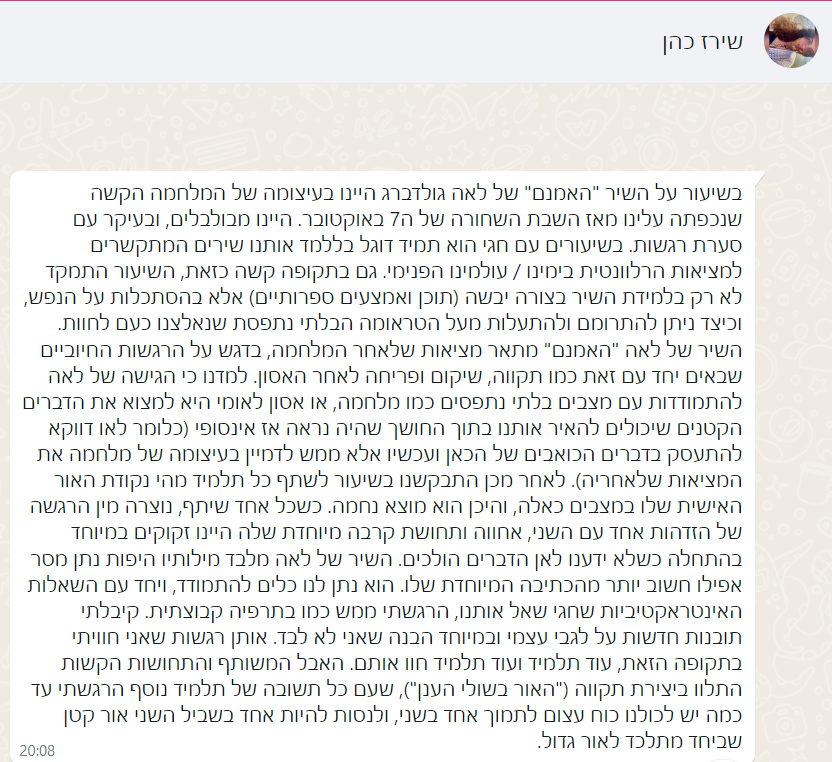 שירז כהן
בשיעור על השיר "האמנם" של לאה גולדברג היינו בעיצומה של המלחמה הקשה
שנכפתה עלינו מאז השבת השחורה של ה7 באוקטובר. היינו מבולבלים, ובעיקר עם
סערת רגשות. בשיעורים עם חגי הוא תמיד דוגל בללמד אותנו שירים המתקשרים
למציאות הרלוונטית בימינו / עולמינו הפנימי. גם בתקופה קשה כזאת, השיעור התמקד
לא רק בלמידת השיר בצורה יבשה (תוכן ואמצעים ספרותיים) אלא בהסתכלות על הנפש,
וכיצד ניתן להתרומם ולהתעלות מעל הטראומה הבלתי נתפסת שנאלצנו כעם לחוות.
השיר של לאה "האמנם" מתאר מציאות שלאחר המלחמה, בדגש על הרגשות החיוביים
שבאים יחד עם זאת כמו תקווה, שיקום ופריחה לאחר האסון. למדנו כי הגישה של לאה
להתמודדות עם מצבים בלתי נתפסים כמו מלחמה, או אסון לאומי היא למצוא את הדברים
הקטנים שיכולים להאיר אותנו בתוך החושך שהיה נראה אז אינסופי (כלומר לאו דווקא
להתעסק בדברים הכואבים של הכאן ועכשיו אלא ממש לדמיין בעיצומה של מלחמה את
המציאות שלאחריה). לאחר מכן התבקשנו בשיעור לשתף כל תלמיד מהי נקודת האור
האישית שלו במצבים כאלה, והיכן הוא מוצא נחמה. כשכל אחד שיתף, נוצרה מין הרגשה
של הזדהות אחד עם השני, אחווה ותחושת קרבה מיוחדת שלה היינו זקוקים במיוחד
בהתחלה כשלא ידענו לאן הדברים הולכים. השיר של לאה מלבד מילותיו היפות נתן מסר
אפילו חשוב יותר מהכתיבה המיוחדת שלו. הוא נתן לנו כלים להתמודד, ויחד עם השאלות
האינטראקטיביות שחגי שאל אותנו, הרגשתי ממש כמו בתרפיה קבוצתית. קיבלתי
תובנות חדשות על לגבי עצמי ובמיוחד הבנה שאני לא לבד. אותן רגשות שאני חוויתי
בתקופה הזאת, עוד תלמיד ועוד תלמיד חוו אותם. האבל המשותף והתחושות הקשות
התלוו ביצירת תקווה ("האור בשולי הענן"), שעם כל תשובה של תלמיד נוסף הרגשתי עד
כמה יש לכולנו כוח עצום לתמוך אחד בשני, ולנסות להיות אחד בשביל השני אור קטן
שביחד מתלכד לאור גדול.
20:08